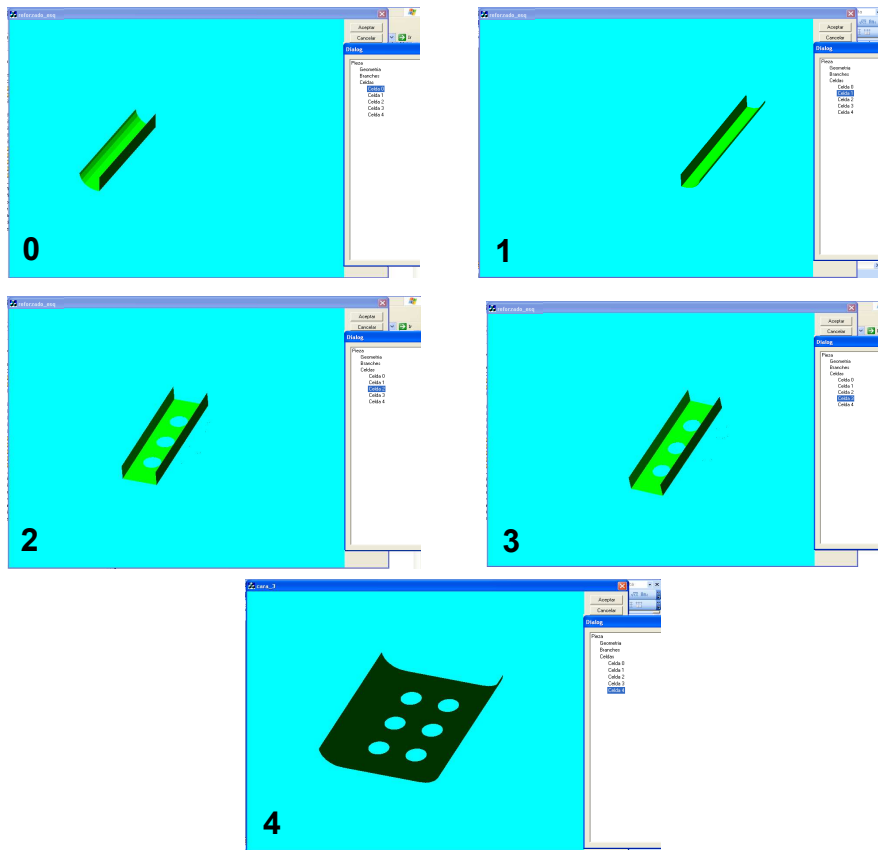 reforzado_esq
Aceptar
Cancelar
Ir
Dialog
Pieza
Geometria
Branches
Celdas
Celda 0
Celda 1
Celda 2
Celda 3
Celda 4
0
reforzado_esq
Aceptar
Cancelar
Dialog
Pieza
Geometria
Branches
Celdas
Celda 0
Celda 1
Celda 2
Celda 3
Celda 4
1
reforzado_esq
Aceptar
Cancelar
Ir
Dialog
Pieza
Geometria
Branches
Celdas
Celda 0
Celda 1
Celda 2
Celda 3
Celda 4
2
reforzado_esq
Aceptar
Cancelar
Dialog
Pieza
Geometria
Branches
Celdas
Celda 0
Celda 1
Celda 2
Celda 3
Celda 4
3
cara_3
Aceptar
Cancelar
Dialog
Pieza
Geometria
Branches
Celdas
Celda 0
Celda 1
Celda 2
Celda 3
Celda 4
4